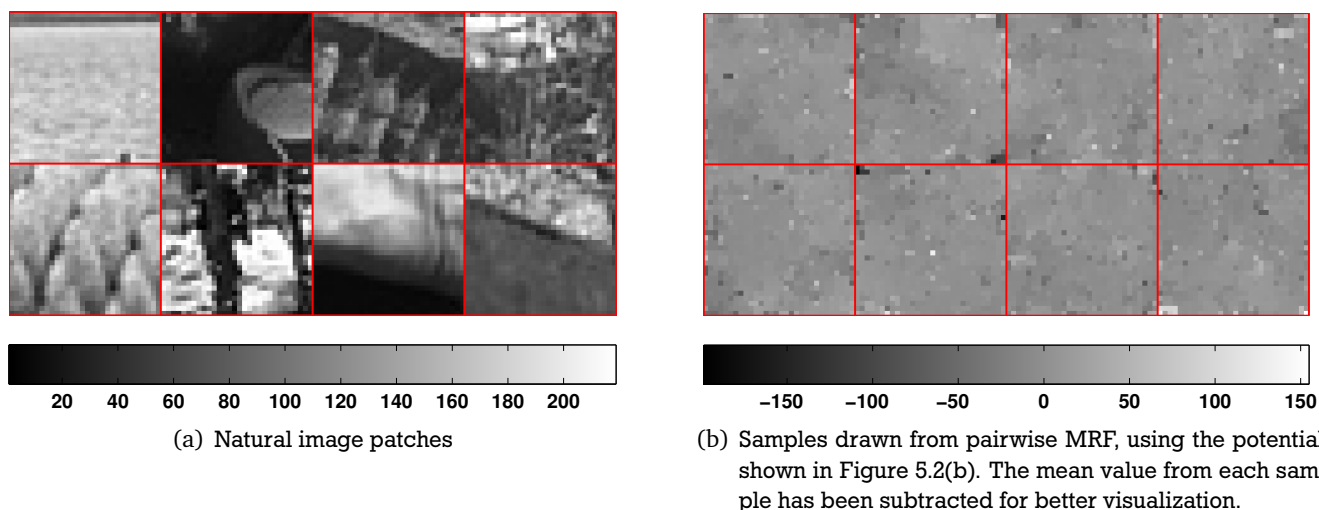 20 40 60 80 100 120 140 160 180 200
−150 −100 −50 0 50 100 150
(a) Natural image patches
(b) Samples drawn from pairwise MRF, using the potential
shown in Figure 5.2(b). The mean value from each sam
ple has been subtracted for better visualization.